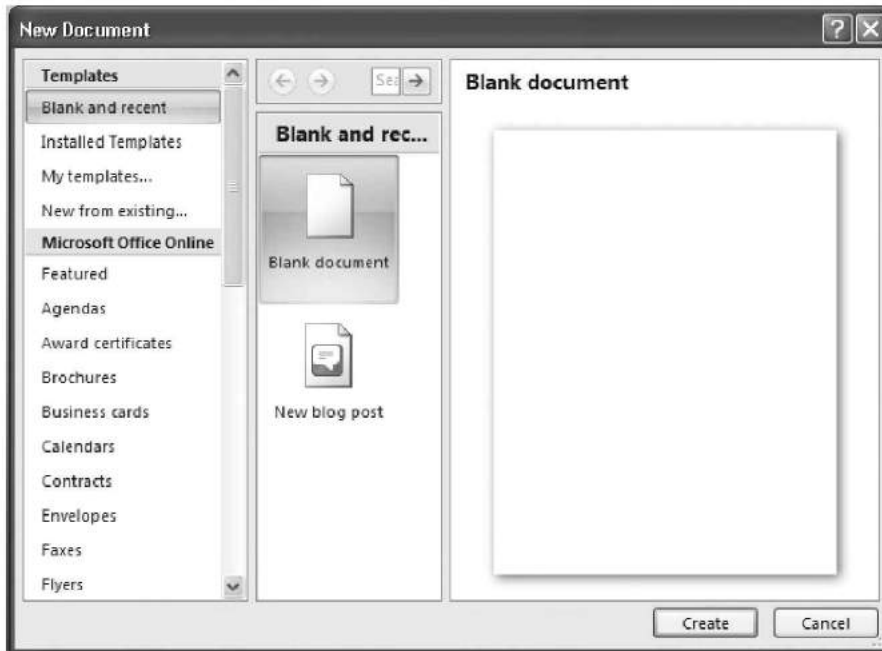 New Document
Templates
Blank and recent
Installed Templates
My templates...
New from existing...
Microsoft Office Online
Featured
Agendas
Award certificates
Brochures
Business cards
Calendars
Contracts
Envelopes
Faxes
Flyers
Sea
Blank and rec...
Blank document
New blog post
Blank document
Create
Cancel